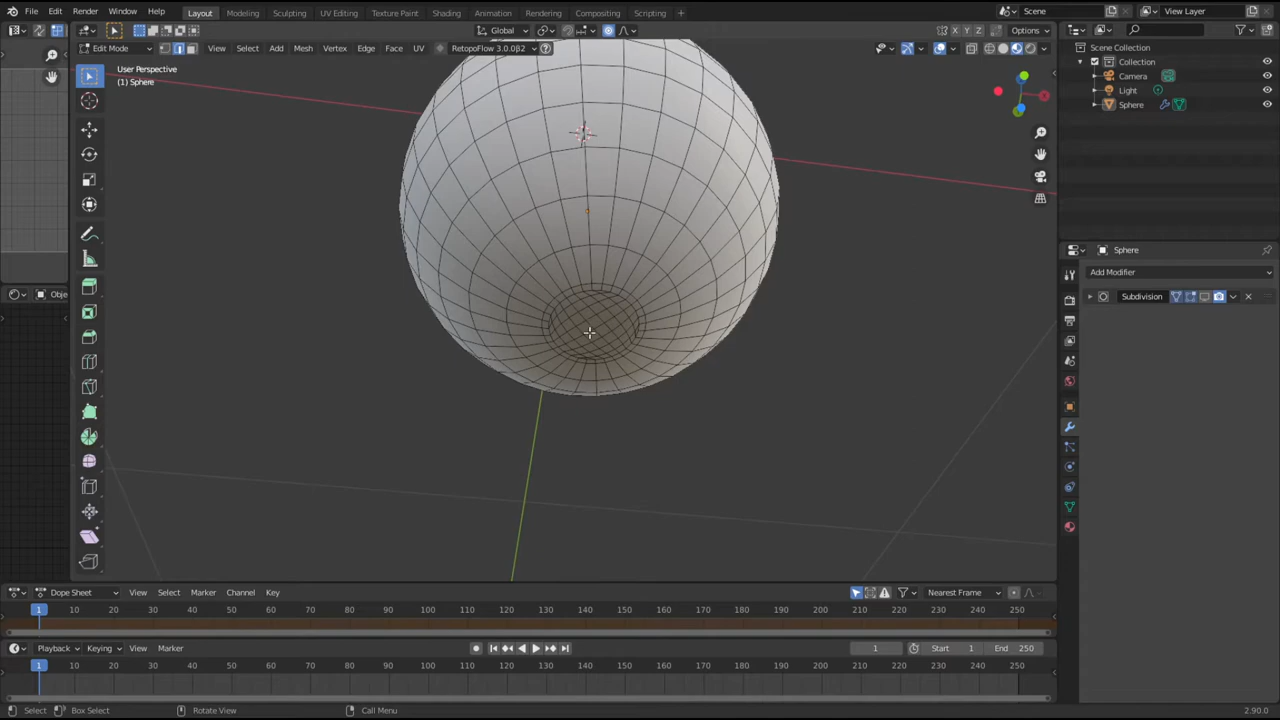 File Edit Render Window Help Layout Modeling Sculpting UV Editing Texture Paint Shading Animation Rendering Compositing Scripting + Scene View Layer
Global X Y Z Options
Edit Mode View Select Add Mesh Vertex Edge Face UV RetopoFlow 3.0.0β2
User Perspective
(1) Sphere
Scene Collection
Collection
Camera
Light
Sphere
Sphere
Add Modifier
Obje
Subdivision
Dope Sheet View Select Marker Channel Key Nearest Frame
1 10 20 30 40 50 60 70 80 90 100 110 120 130 140 150 160 170 180 190 200 210 220 230 240 250
Playback Keying View Marker 1 Start 1 End 250
1 10 20 30 40 50 60 70 80 90 100 110 120 130 140 150 160 170 180 190 200 210 220 230 240 250
Select Box Select Rotate View Call Menu 2.90.0